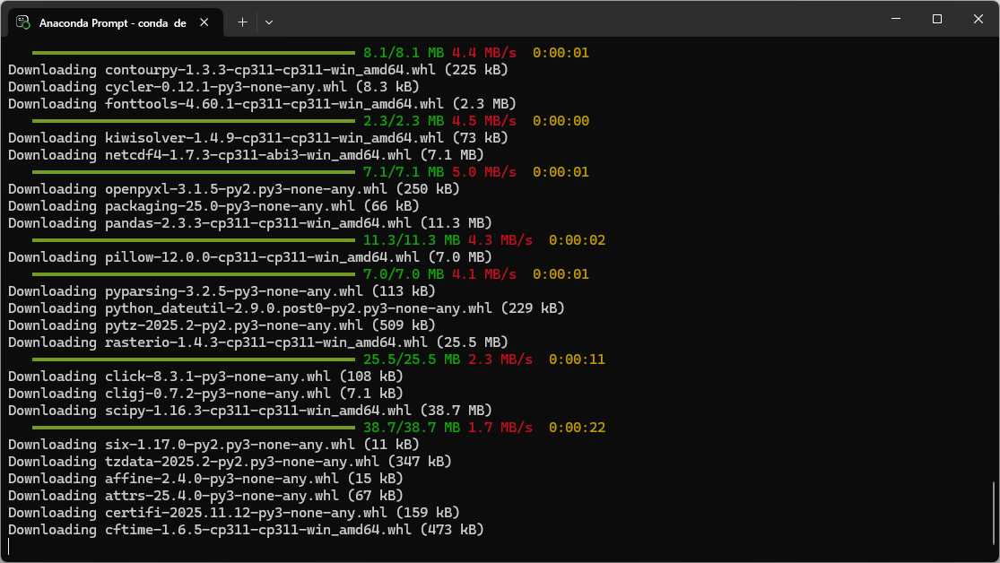 Anaconda Prompt - conda de
8.1/8.1 MB 4.4 MB/s 0:00:01
Downloading contourpy-1.3.3-cp311-cp311-win_amd64.whl (225 kB)
Downloading cycler-0.12.1-py3-none-any.whl (8.3 kB)
Downloading fonttools-4.60.1-cp311-cp311-win_amd64.whl (2.3 MB)
2.3/2.3 MB 4.5 MB/s 0:00:00
Downloading kiwisolver-1.4.9-cp311-cp311-win_amd64.whl (73 kB)
Downloading netcdf4-1.7.3-cp311-abi3-win_amd64.whl (7.1 MB)
7.1/7.1 MB 5.0 MB/s 0:00:01
Downloading openpyxl-3.1.5-py2.py3-none-any.whl (250 kB)
Downloading packaging-25.0-py3-none-any.whl (66 kB)
Downloading pandas-2.3.3-cp311-cp311-win_amd64.whl (11.3 MB)
11.3/11.3 MB 4.3 MB/s 0:00:02
Downloading pillow-12.0.0-cp311-cp311-win_amd64.whl (7.0 MB)
7.0/7.0 MB 4.1 MB/s 0:00:01
Downloading pyparsing-3.2.5-py3-none-any.whl (113 kB)
Downloading python_dateutil-2.9.0.post0-py2.py3-none-any.whl (229 kB)
Downloading pytz-2025.2-py2.py3-none-any.whl (509 kB)
Downloading rasterio-1.4.3-cp311-cp311-win_amd64.whl (25.5 MB)
25.5/25.5 MB 2.3 MB/s 0:00:11
Downloading click-8.3.1-py3-none-any.whl (108 kB)
Downloading cligj-0.7.2-py3-none-any.whl (7.1 kB)
Downloading scipy-1.16.3-cp311-cp311-win_amd64.whl (38.7 MB)
38.7/38.7 MB 1.7 MB/s 0:00:22
Downloading six-1.17.0-py2.py3-none-any.whl (11 kB)
Downloading tzdata-2025.2-py2.py3-none-any.whl (347 kB)
Downloading affine-2.4.0-py3-none-any.whl (15 kB)
Downloading attrs-25.4.0-py3-none-any.whl (67 kB)
Downloading certifi-2025.11.12-py3-none-any.whl (159 kB)
Downloading cftime-1.6.5-cp311-cp311-win_amd64.whl (473 kB)